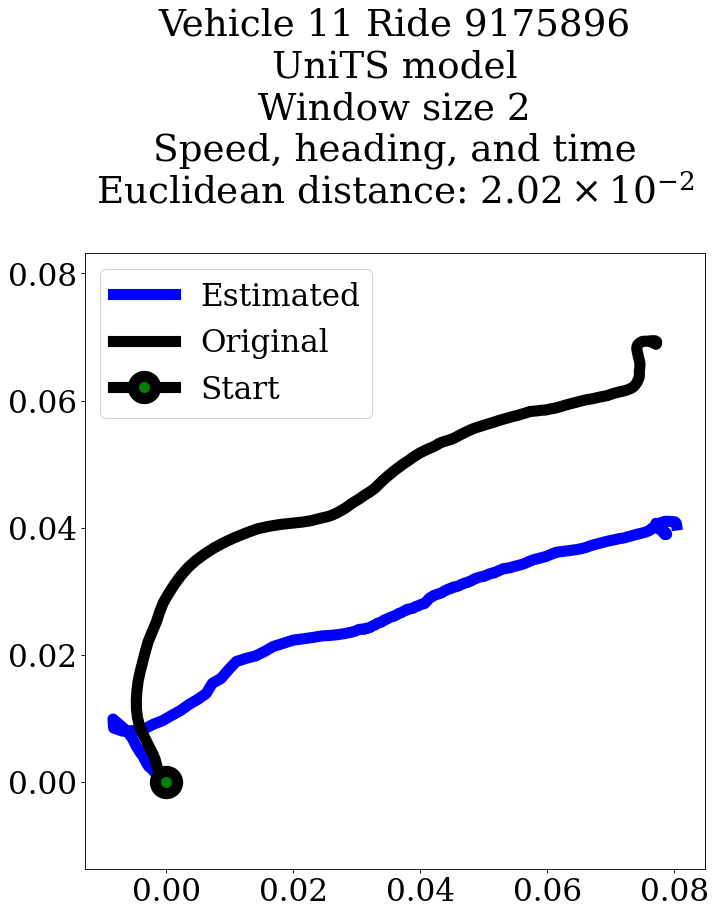 Vehicle 11 Ride 9175896
UniTS model
Window size 2
Speed, heading, and time
Euclidean distance: $2.02 \times 10^{-2}$
0.08
0.06
0.04
0.02
0.00
Estimated
Original
Start
0.00 0.02 0.04 0.06 0.08